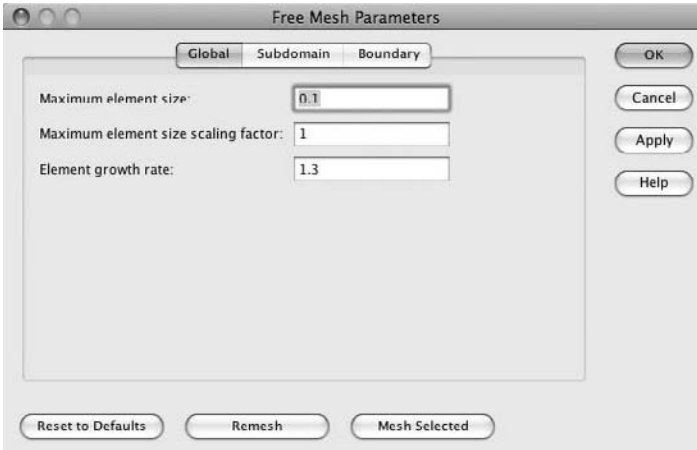 Free Mesh Parameters
Global Subdomain Boundary
OK
Maximum element size: 0.1
Cancel
Maximum element size scaling factor: 1
Apply
Element growth rate: 1.3
Help
Reset to Defaults Remesh Mesh Selected